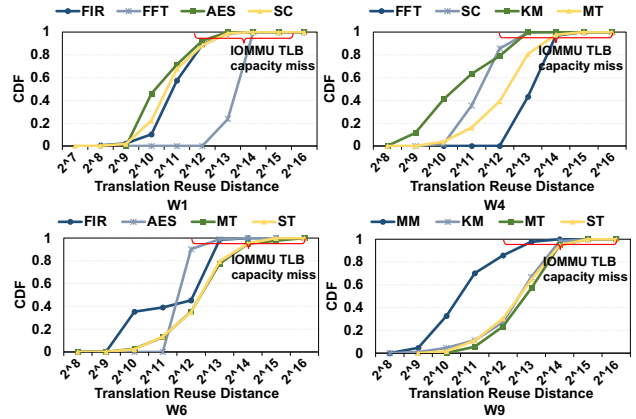 FIR FFT AES SC
CDF
1
0.8
0.6
0.4
0.2
0
IOMMU TLB
capacity miss
2^7 2^8 2^9 2^10 2^11 2^12 2^13 2^14 2^15 2^16
Translation Reuse Distance
W1
FFT SC KM MT
CDF
1
0.8
0.6
0.4
0.2
0
IOMMU TLB
capacity miss
2^8 2^9 2^10 2^11 2^12 2^13 2^14 2^15 2^16
Translation Reuse Distance
W4
FIR AES MT ST
CDF
1
0.8
0.6
0.4
0.2
0
IOMMU TLB
capacity miss
2^8 2^9 2^10 2^11 2^12 2^13 2^14 2^15 2^16
Translation Reuse Distance
W6
MM KM MT ST
CDF
1
0.8
0.6
0.4
0.2
0
IOMMU TLB
capacity miss
2^8 2^9 2^10 2^11 2^12 2^13 2^14 2^15 2^16
Translation Reuse Distance
W9